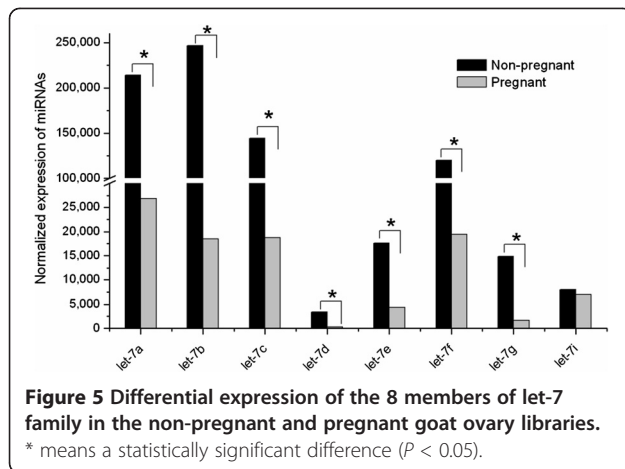 Normalized expression of miRNAs
250,000
200,000
150,000
100,000
25,000
20,000
15,000
10,000
5,000
0
*
*
*
*
*
*
*
Non-pregnant
Pregnant
let-7a
let-7b
let-7c
let-7d
let-7e
let-7f
let-7g
let-7i
Figure 5 Differential expression of the 8 members of let-7
family in the non-pregnant and pregnant goat ovary libraries.
* means a statistically significant difference (P < 0.05).